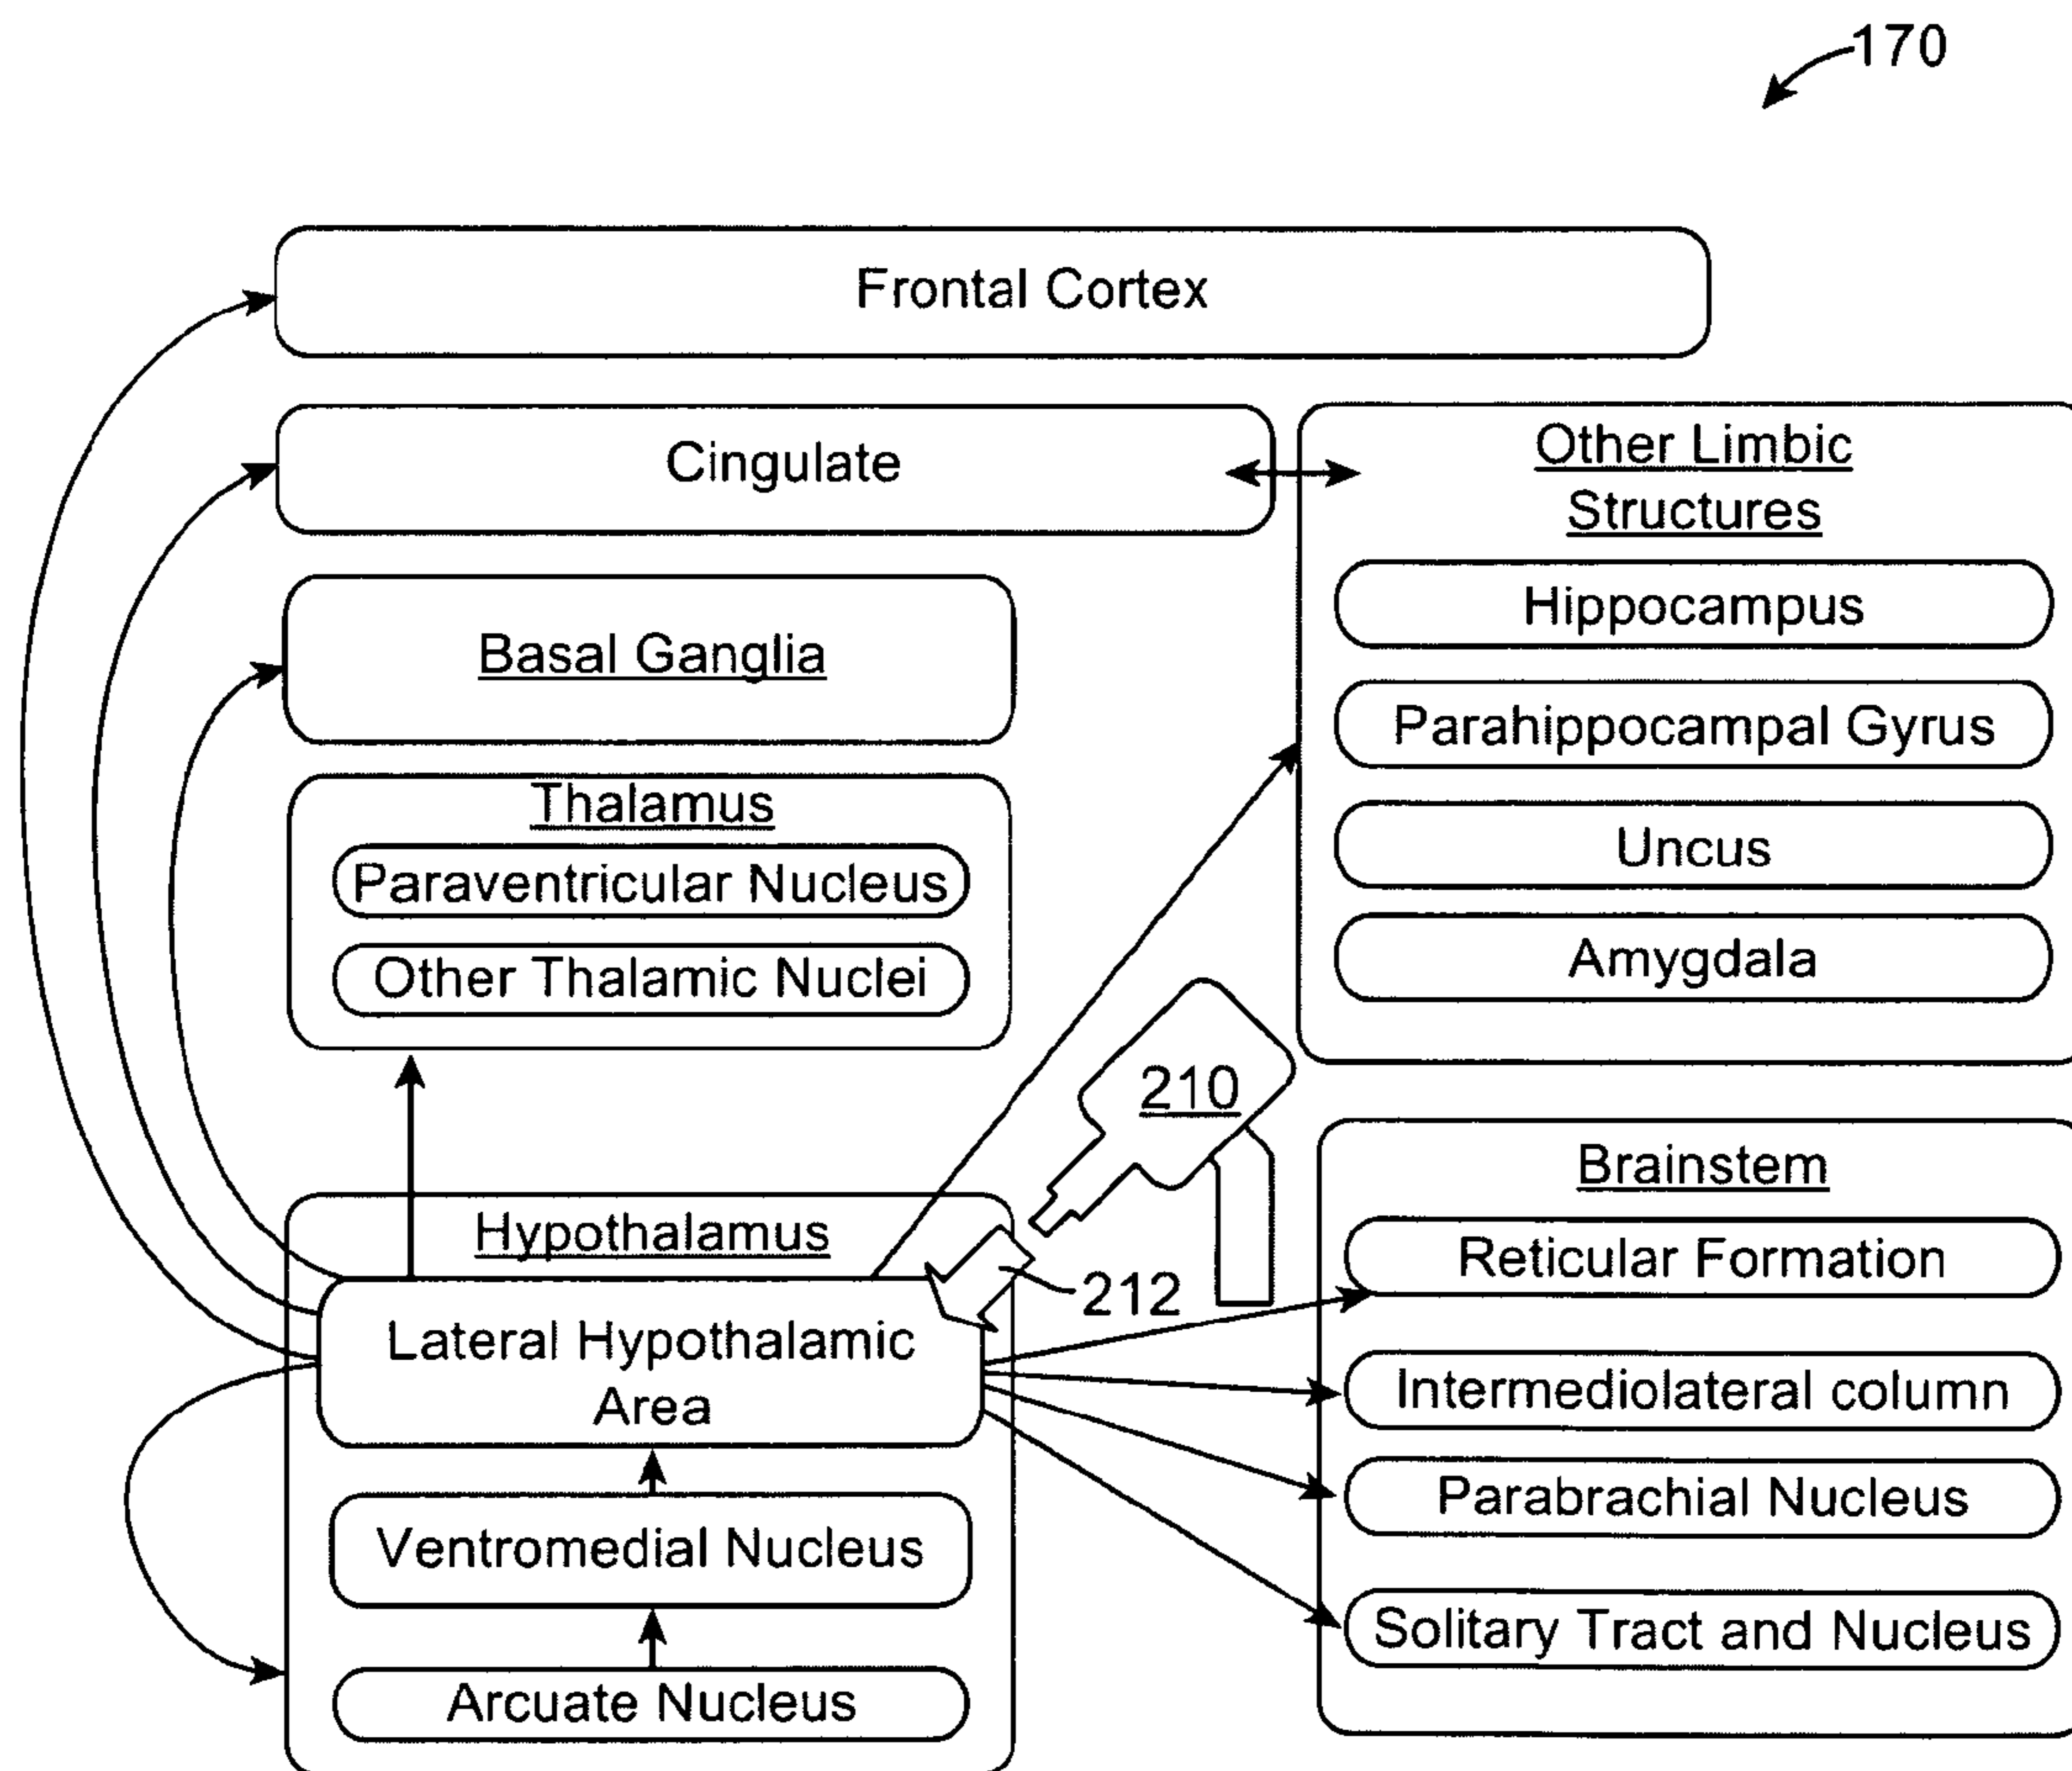 170
Frontal Cortex
Cingulate
Other Limbic
Structures
Hippocampus
Parahippocampal Gyrus
Uncus
Amygdala
Basal Ganglia
Thalamus
Paraventricular Nucleus
Other Thalamic Nuclei
210
212
Hypothalamus
Lateral Hypothalamic
Area
Ventromedial Nucleus
Arcuate Nucleus
Brainstem
Reticular Formation
Intermediolateral column
Parabrachial Nucleus
Solitary Tract and Nucleus